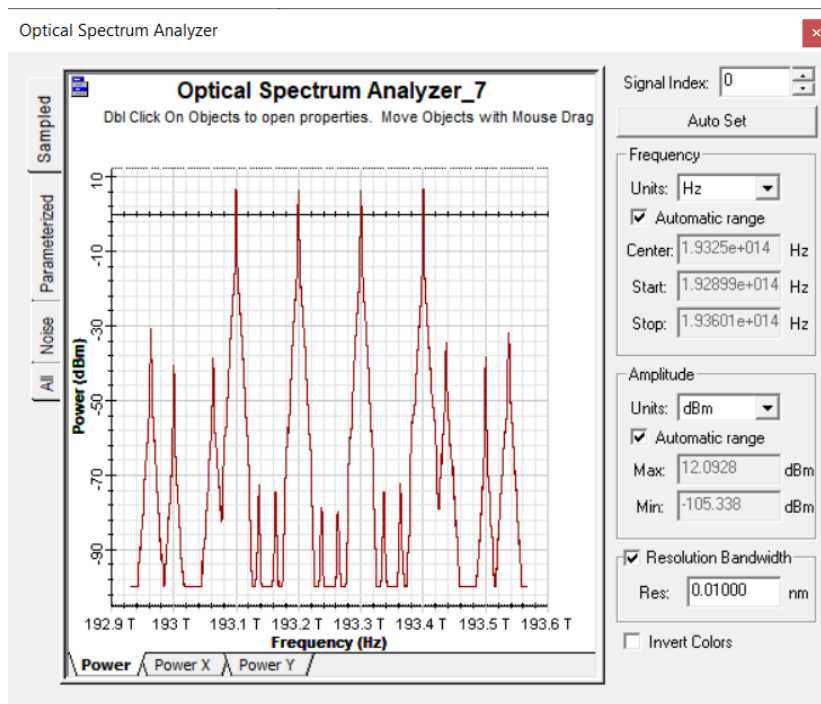 Optical Spectrum Analyzer
Optical Spectrum Analyzer_7
Dbl Click On Objects to open properties. Move Objects with Mouse Drag
Sampled
Parameterized
Noise
All
Power (dBm)
10
-10
-30
-50
-70
-90
192.9 T 193 T 193.1 T 193.2 T 193.3 T 193.4 T 193.5 T 193.6 T
Frequency (Hz)
Power Power X Power Y
Signal Index: 0
Auto Set
Frequency
Units: Hz
Automatic range
Center: 1.9325e+014 Hz
Start: 1.92899e+014 Hz
Stop: 1.93601e+014 Hz
Amplitude
Units: dBm
Automatic range
Max: 12.0928 dBm
Min: -105.338 dBm
Resolution Bandwidth
Res: 0.01000 nm
Invert Colors